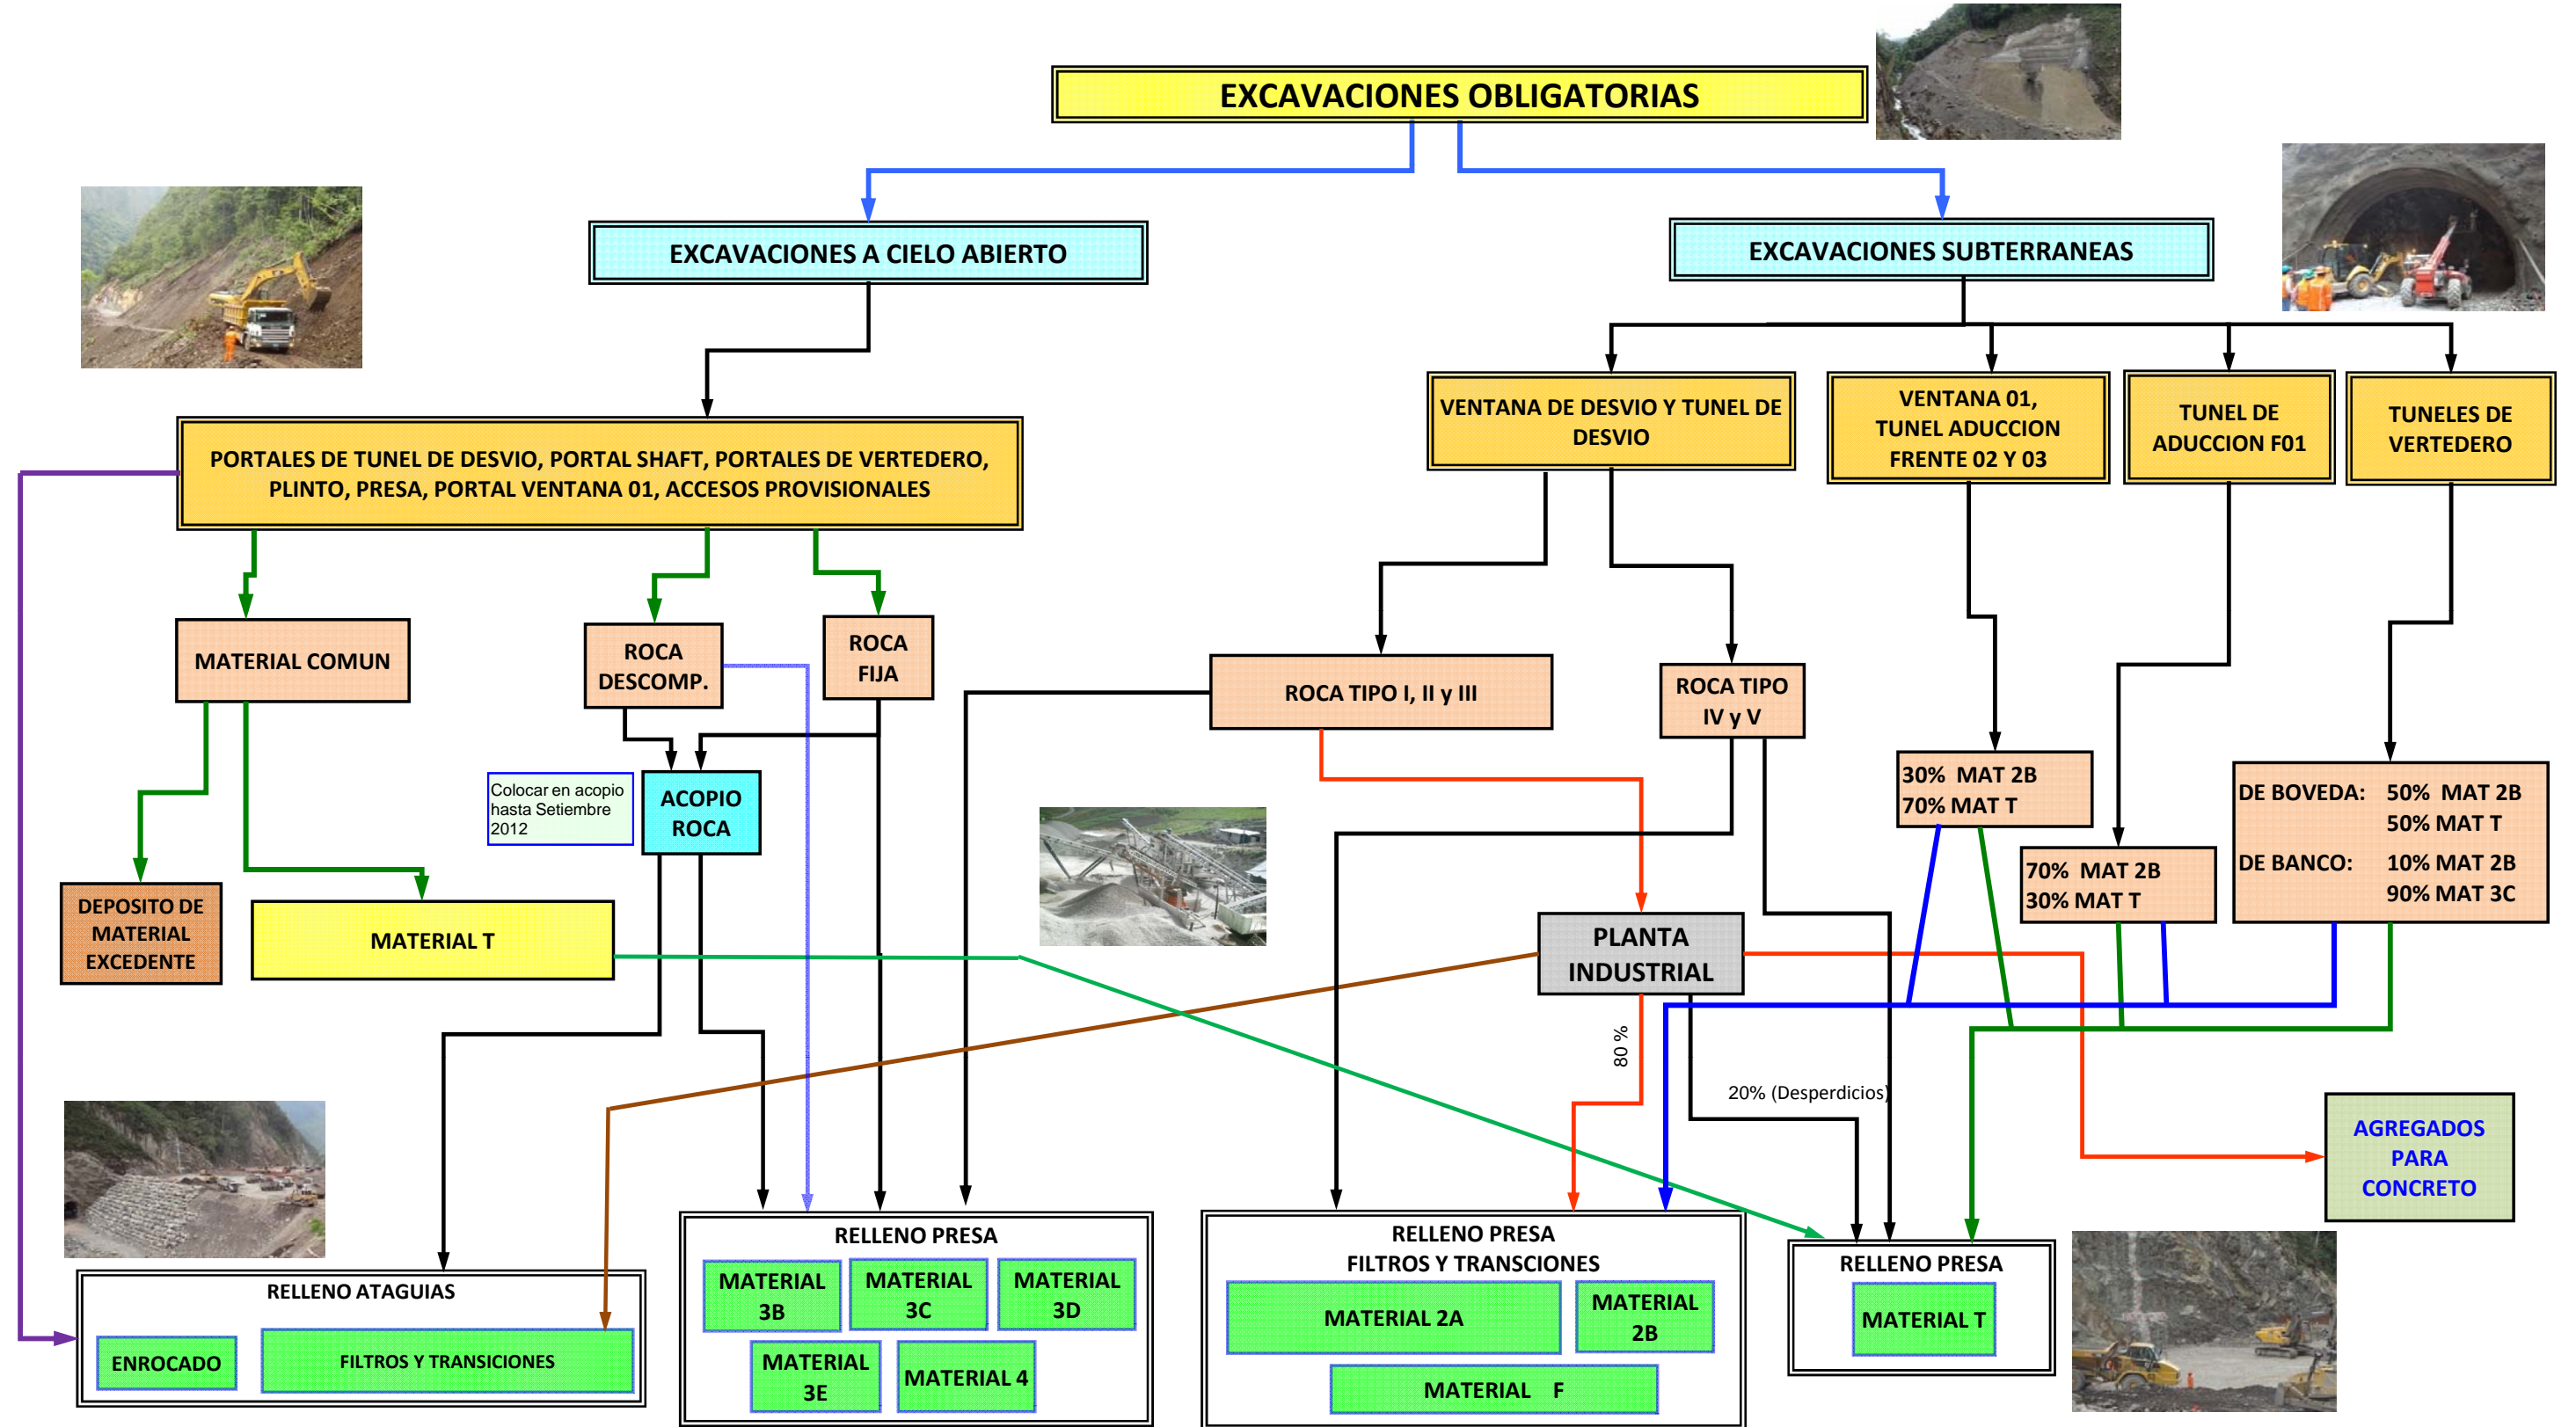 EXCAVACIONES OBLIGATORIAS
EXCAVACIONES A CIELO ABIERTO
EXCAVACIONES SUBTERRANEAS
PORTALES DE TUNEL DE DESVIO, PORTAL SHAFT, PORTALES DE VERTEDERO,
PLINTO, PRESA, PORTAL VENTANA 01, ACCESOS PROVISIONALES
VENTANA DE DESVIO Y TUNEL DE
DESVIO
VENTANA 01,
TUNEL ADUCCION
FRENTE 02 Y 03
TUNEL DE
ADUCCION F01
TUNELES DE
VERTEDERO
MATERIAL COMUN
ROCA
DESCOMP.
ROCA
FIJA
ROCA TIPO I, II y III
ROCA TIPO
IV y V
30% MAT 2B
70% MAT T
70% MAT 2B
30% MAT T
DE BOVEDA: 50% MAT 2B
50% MAT T
DE BANCO: 10% MAT 2B
90% MAT 3C
Colocar en acopio
hasta Setiembre
2012
ACOPIO
ROCA
DEPOSITO DE
MATERIAL
EXCEDENTE
MATERIAL T
PLANTA
INDUSTRIAL
80 %
20% (Desperdicios)
AGREGADOS
PARA
CONCRETO
RELLENO ATAGUIAS
ENROCADO
FILTROS Y TRANSICIONES
RELLENO PRESA
MATERIAL
3B
MATERIAL
3C
MATERIAL
3D
MATERIAL
3E
MATERIAL 4
RELLENO PRESA
FILTROS Y TRANSCIONES
MATERIAL 2A
MATERIAL
2B
MATERIAL F
RELLENO PRESA
MATERIAL T